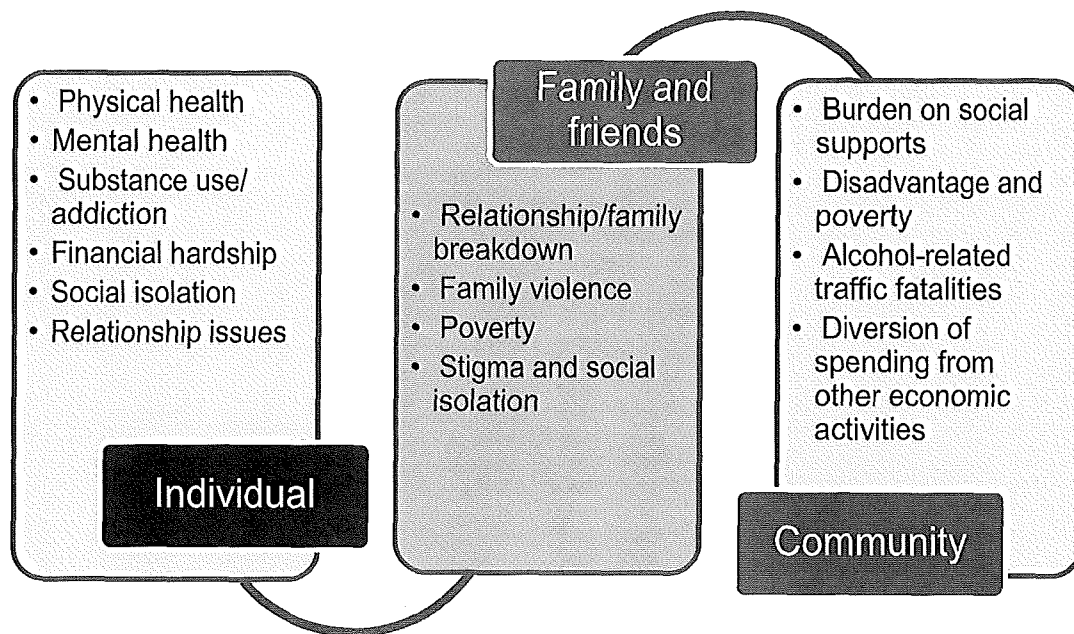 • Physical health
• Mental health
• Substance use/
addiction
• Financial hardship
• Social isolation
• Relationship issues
Individual
Family and
friends
• Relationship/family
breakdown
• Family violence
• Poverty
• Stigma and social
isolation
• Burden on social
supports
• Disadvantage and
poverty
• Alcohol-related
traffic fatalities
• Diversion of
spending from
other economic
activities
Community